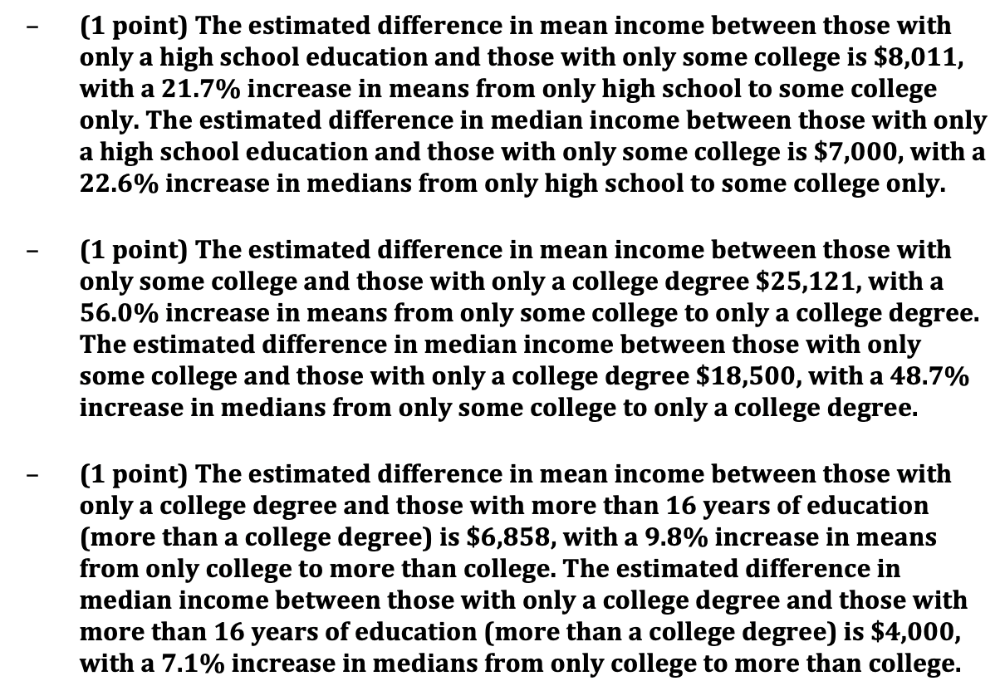 – (1 point) The estimated difference in mean income between those with
only a high school education and those with only some college is $8,011,
with a 21.7% increase in means from only high school to some college
only. The estimated difference in median income between those with only
a high school education and those with only some college is $7,000, with a
22.6% increase in medians from only high school to some college only.
– (1 point) The estimated difference in mean income between those with
only some college and those with only a college degree $25,121, with a
56.0% increase in means from only some college to only a college degree.
The estimated difference in median income between those with only
some college and those with only a college degree $18,500, with a 48.7%
increase in medians from only some college to only a college degree.
– (1 point) The estimated difference in mean income between those with
only a college degree and those with more than 16 years of education
(more than a college degree) is $6,858, with a 9.8% increase in means
from only college to more than college. The estimated difference in
median income between those with only a college degree and those with
more than 16 years of education (more than a college degree) is $4,000,
with a 7.1% increase in medians from only college to more than college.